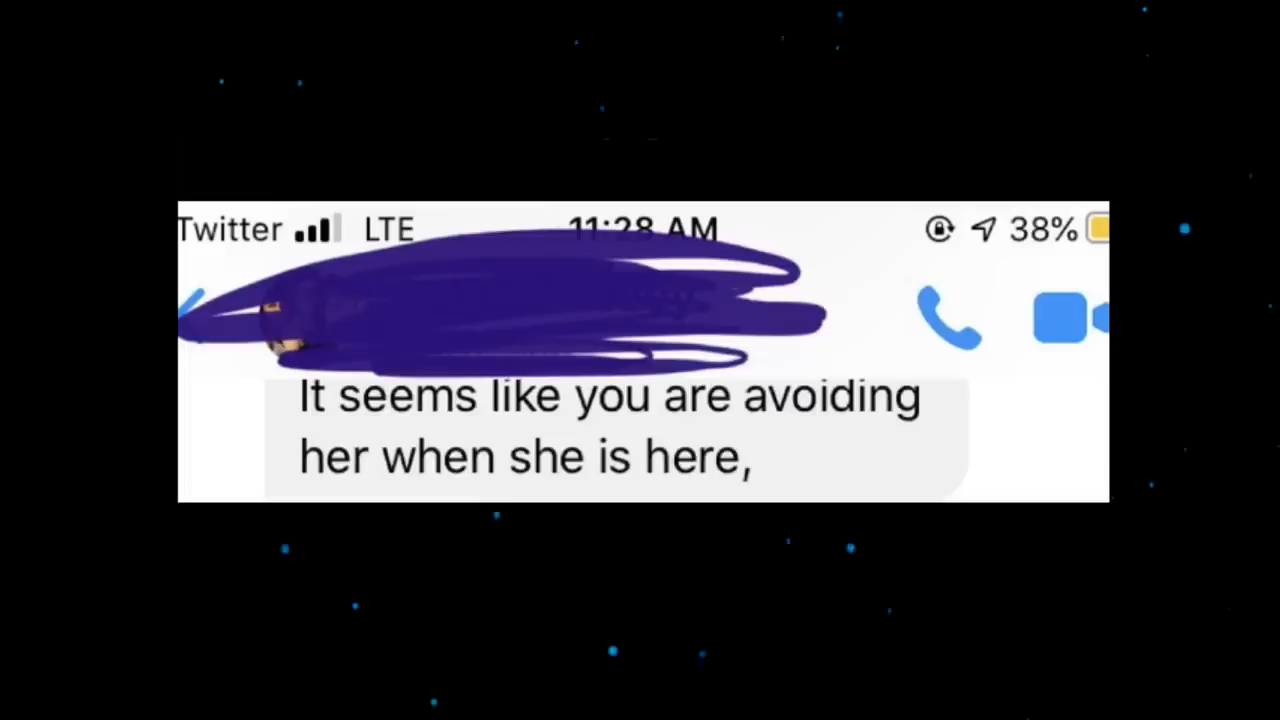 Twitter LTE 11:28 AM 38%
It seems like you are avoiding
her when she is here,